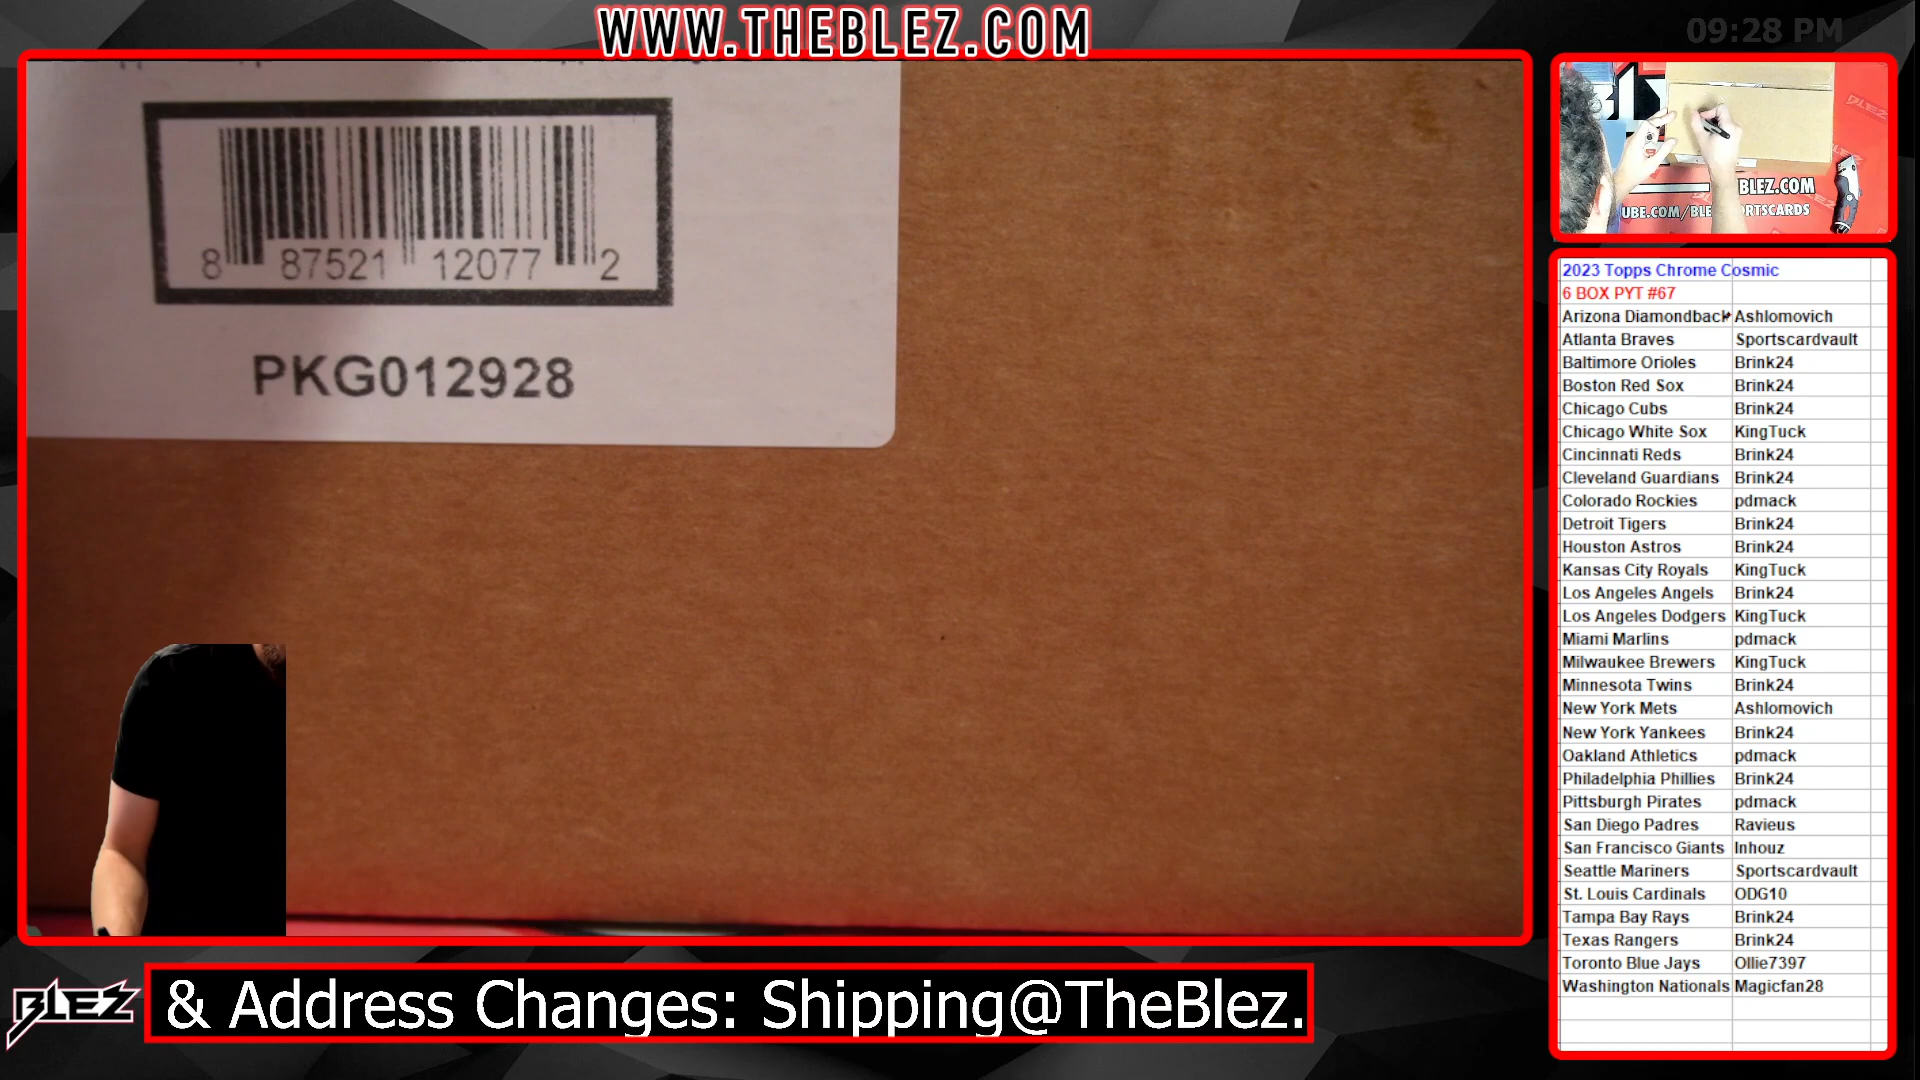 WWW.THEBLEZ.COM
09:28 PM
8 87521 12077 2
PKG012928
BLEZ
BLEZ.COM
UBE.COM/BLE RTSCARDS
2023 Topps Chrome Cosmic
6 BOX PYT #67
Arizona Diamondback Ashlomovich
Atlanta Braves Sportscardvault
Baltimore Orioles Brink24
Boston Red Sox Brink24
Chicago Cubs Brink24
Chicago White Sox KingTuck
Cincinnati Reds Brink24
Cleveland Guardians Brink24
Colorado Rockies pdmack
Detroit Tigers Brink24
Houston Astros Brink24
Kansas City Royals KingTuck
Los Angeles Angels Brink24
Los Angeles Dodgers KingTuck
Miami Marlins pdmack
Milwaukee Brewers KingTuck
Minnesota Twins Brink24
New York Mets Ashlomovich
New York Yankees Brink24
Oakland Athletics pdmack
Philadelphia Phillies Brink24
Pittsburgh Pirates pdmack
San Diego Padres Ravieus
San Francisco Giants Inhouz
Seattle Mariners Sportscardvault
St. Louis Cardinals ODG10
Tampa Bay Rays Brink24
Texas Rangers Brink24
Toronto Blue Jays Ollie7397
Washington Nationals Magicfan28
BLEZ
& Address Changes: Shipping@TheBlez.